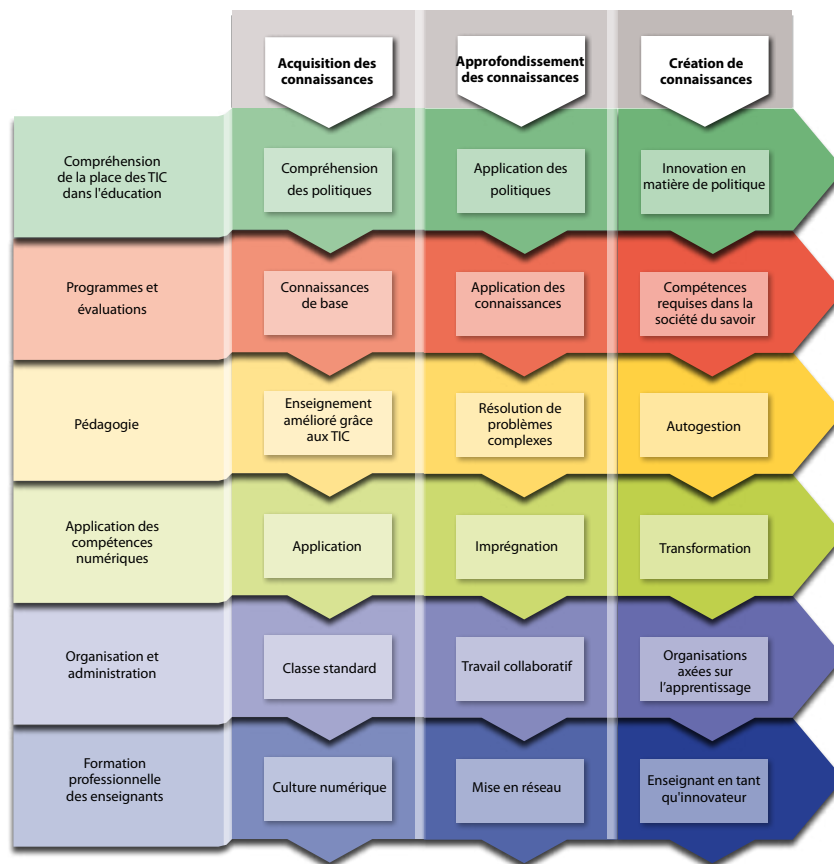 Acquisition des
connaissances
Approfondissement
des connaissances
Création de
connaissances
Compréhension
de la place des TIC
dans l'éducation
Compréhension
des politiques
Application des
politiques
Innovation en
matière de politique
Programmes et
évaluations
Connaissances
de base
Application des
connaissances
Compétences
requises dans la
société du savoir
Pédagogie
Enseignement
amélioré grâce
aux TIC
Résolution de
problèmes
complexes
Autogestion
Application des
compétences
numériques
Application
Imprégnation
Transformation
Organisation et
administration
Classe standard
Travail collaboratif
Organisations
axées sur
l'apprentissage
Formation
professionnelle
des enseignants
Culture numérique
Mise en réseau
Enseignant en tant
qu'innovateur